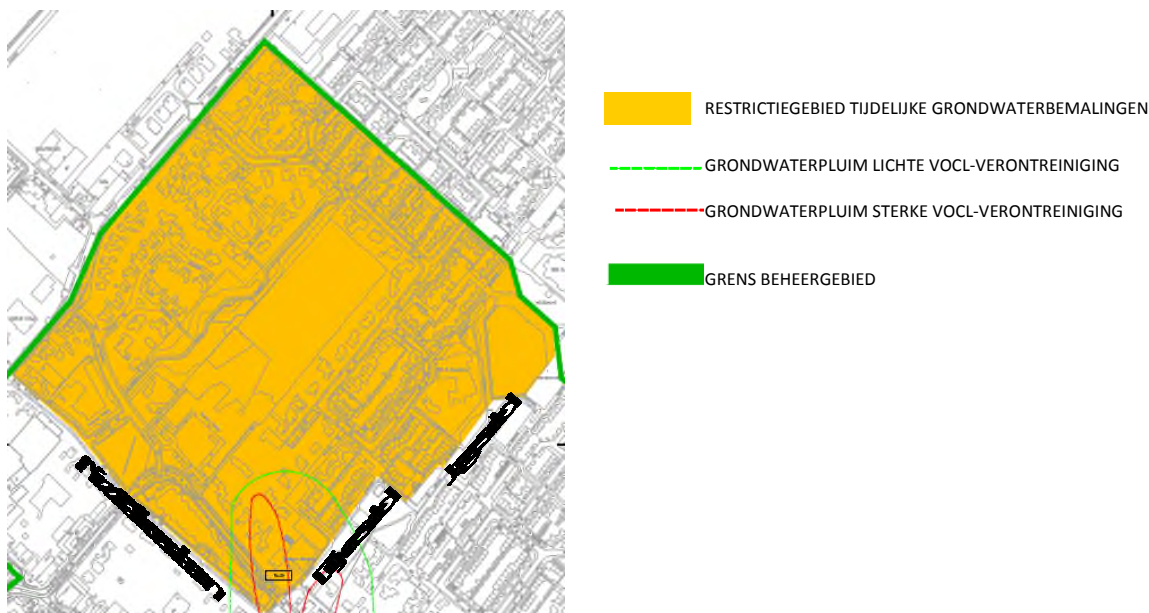 RESTRICTIEGEBIED TIJDELIJKE GRONDWATERBEMALINGEN
GRONDWATERPLUIM LICHTE VOCL-VERONTREINIGING
GRONDWATERPLUIM STERKE VOCL-VERONTREINIGING
GRENS BEHEERGEBIED